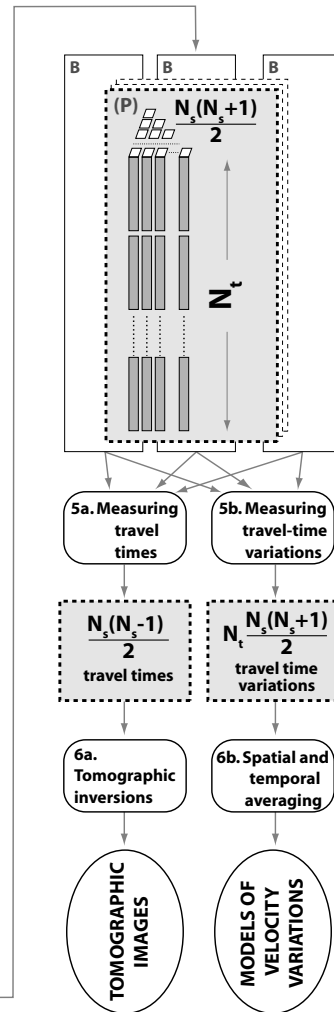 B B B
(P) N_s(N_s+1)
2
N_t
5a. Measuring
travel
times
5b. Measuring
travel-time
variations
N_s(N_s-1)
2
travel times
N_t N_s(N_s+1)
2
travel time
variations
6a.
Tomographic
inversions
6b. Spatial and
temporal
averaging
TOMOGRAPHIC
IMAGES
MODELS OF
VELOCITY
VARIATIONS